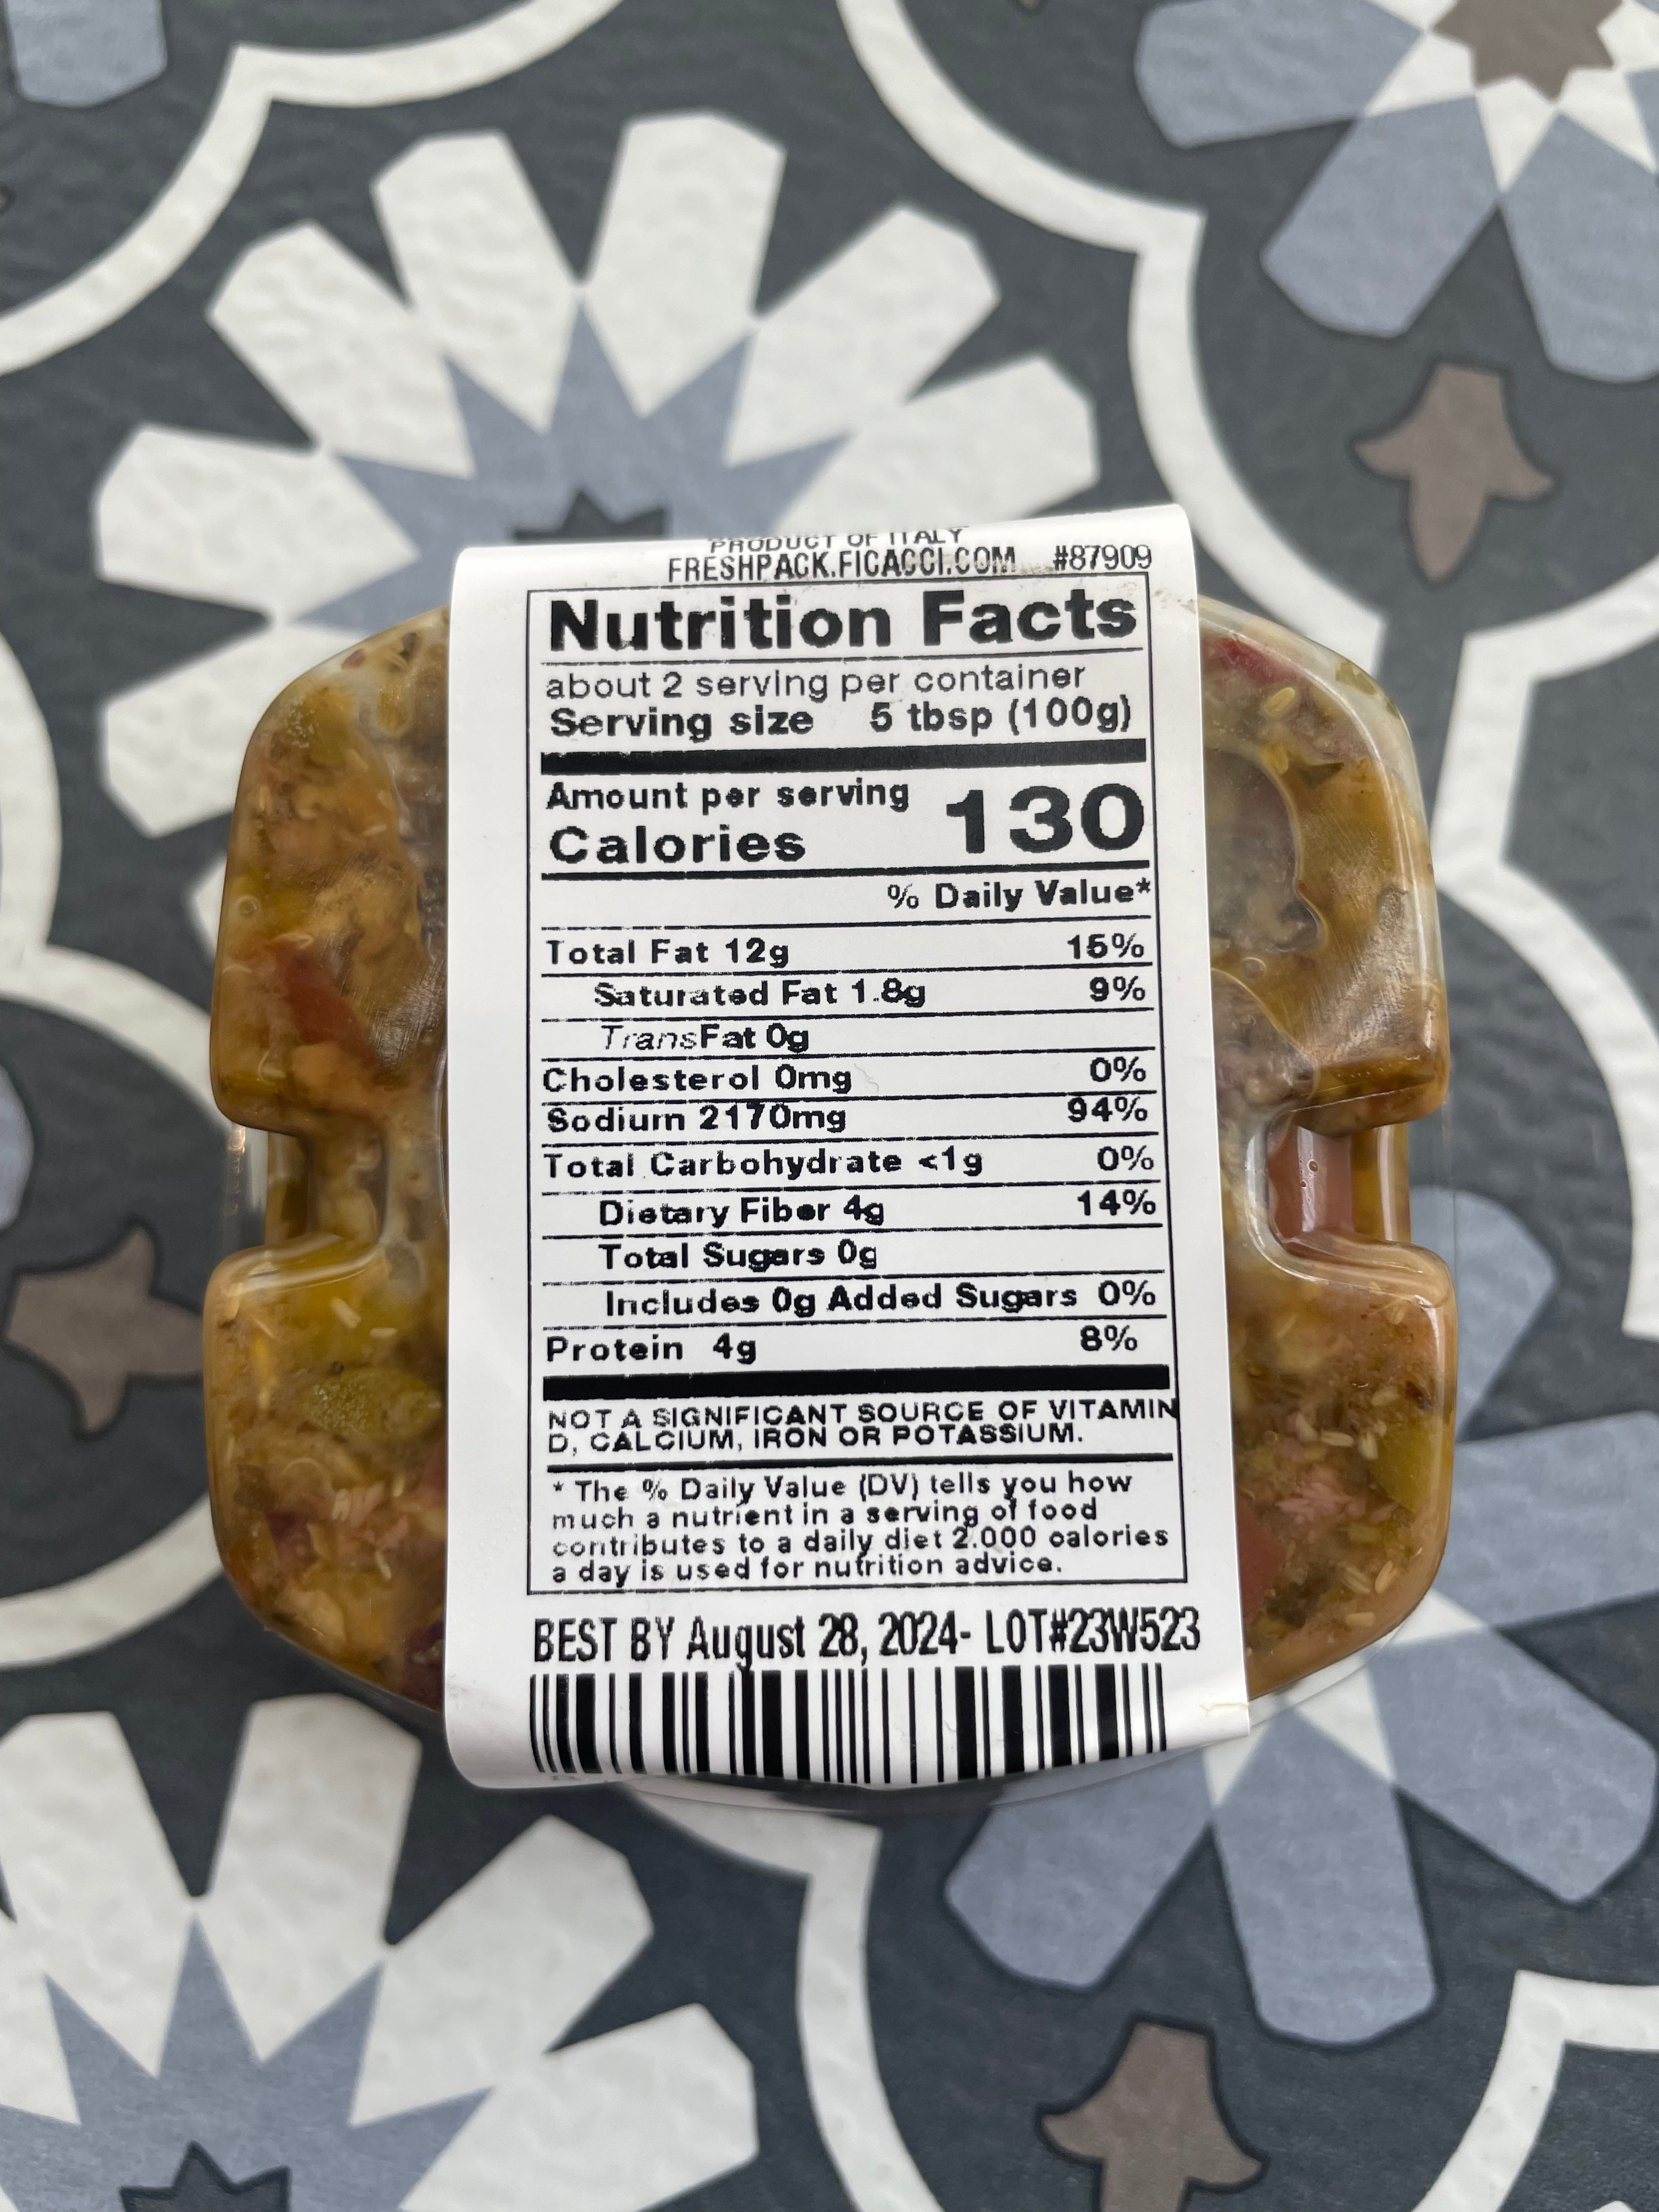 PRODUCT OF ITALY
FRESHPACK.FICACCI.COM #87909
Nutrition Facts
about 2 serving per container
Serving size 5 tbsp (100g)
Amount per serving
Calories 130
% Daily Value*
Total Fat 12g 15%
Saturated Fat 1.8g 9%
Trans Fat 0g
Cholesterol 0mg 0%
Sodium 2170mg 94%
Total Carbohydrate <1g 0%
Dietary Fiber 4g 14%
Total Sugars 0g
Includes 0g Added Sugars 0%
Protein 4g 8%
NOT A SIGNIFICANT SOURCE OF VITAMIN
D, CALCIUM, IRON OR POTASSIUM.
* The % Daily Value (DV) tells you how
much a nutrient in a serving of food
contributes to a daily diet 2.000 calories
a day is used for nutrition advice.
BEST BY August 28, 2024- LOT#23W523